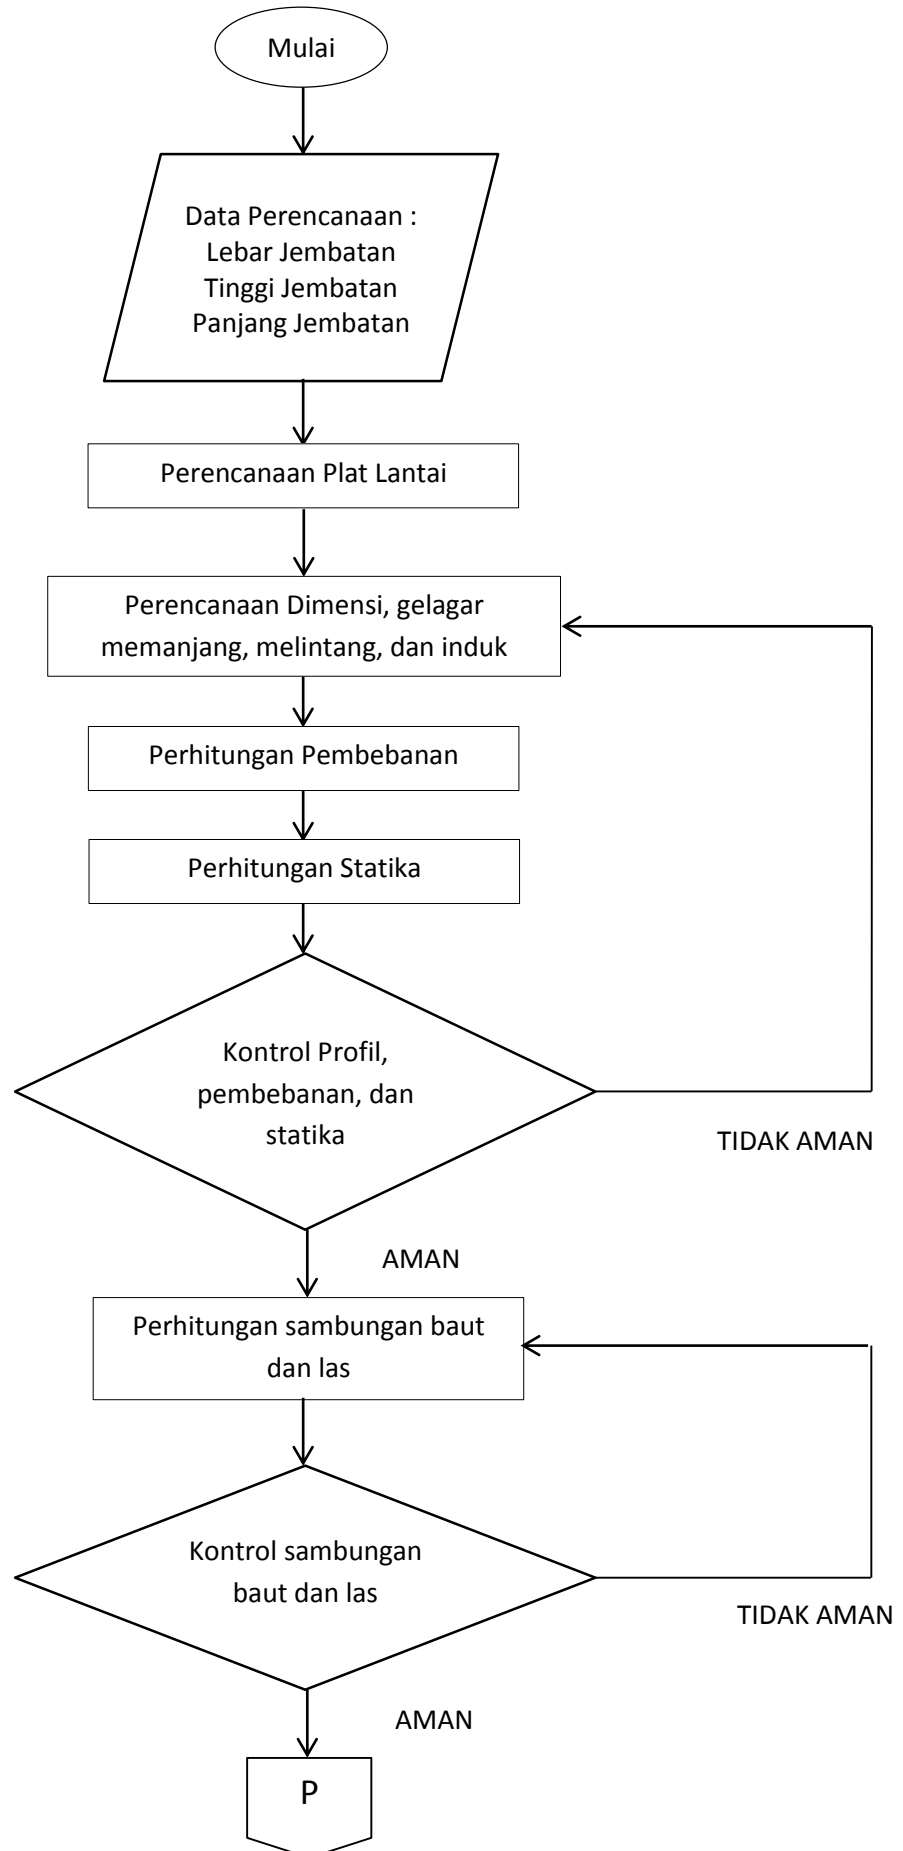 Mulai
Data Perencanaan :
Lebar Jembatan
Tinggi Jembatan
Panjang Jembatan
Perencanaan Plat Lantai
Perencanaan Dimensi, gelagar
memanjang, melintang, dan induk
Perhitungan Pembebanan
Perhitungan Statika
Kontrol Profil,
pembebanan, dan
statika
TIDAK AMAN
AMAN
Perhitungan sambungan baut
dan las
Kontrol sambungan
baut dan las
TIDAK AMAN
AMAN
P